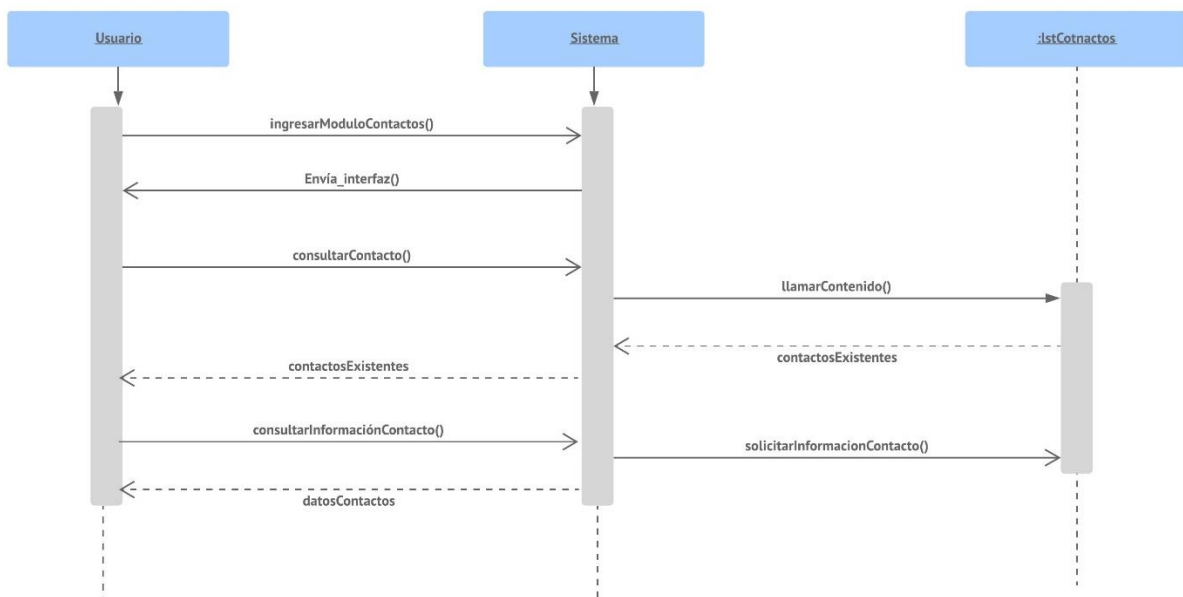 Usuario
Sistema
:lstCotnactos
ingresarModuloContactos()
Envía_interfaz()
consultarContacto()
llamarContenido()
contactosExistentes
contactosExistentes
consultarInformaciónContacto()
solicitarInformacionContacto()
datosContactos